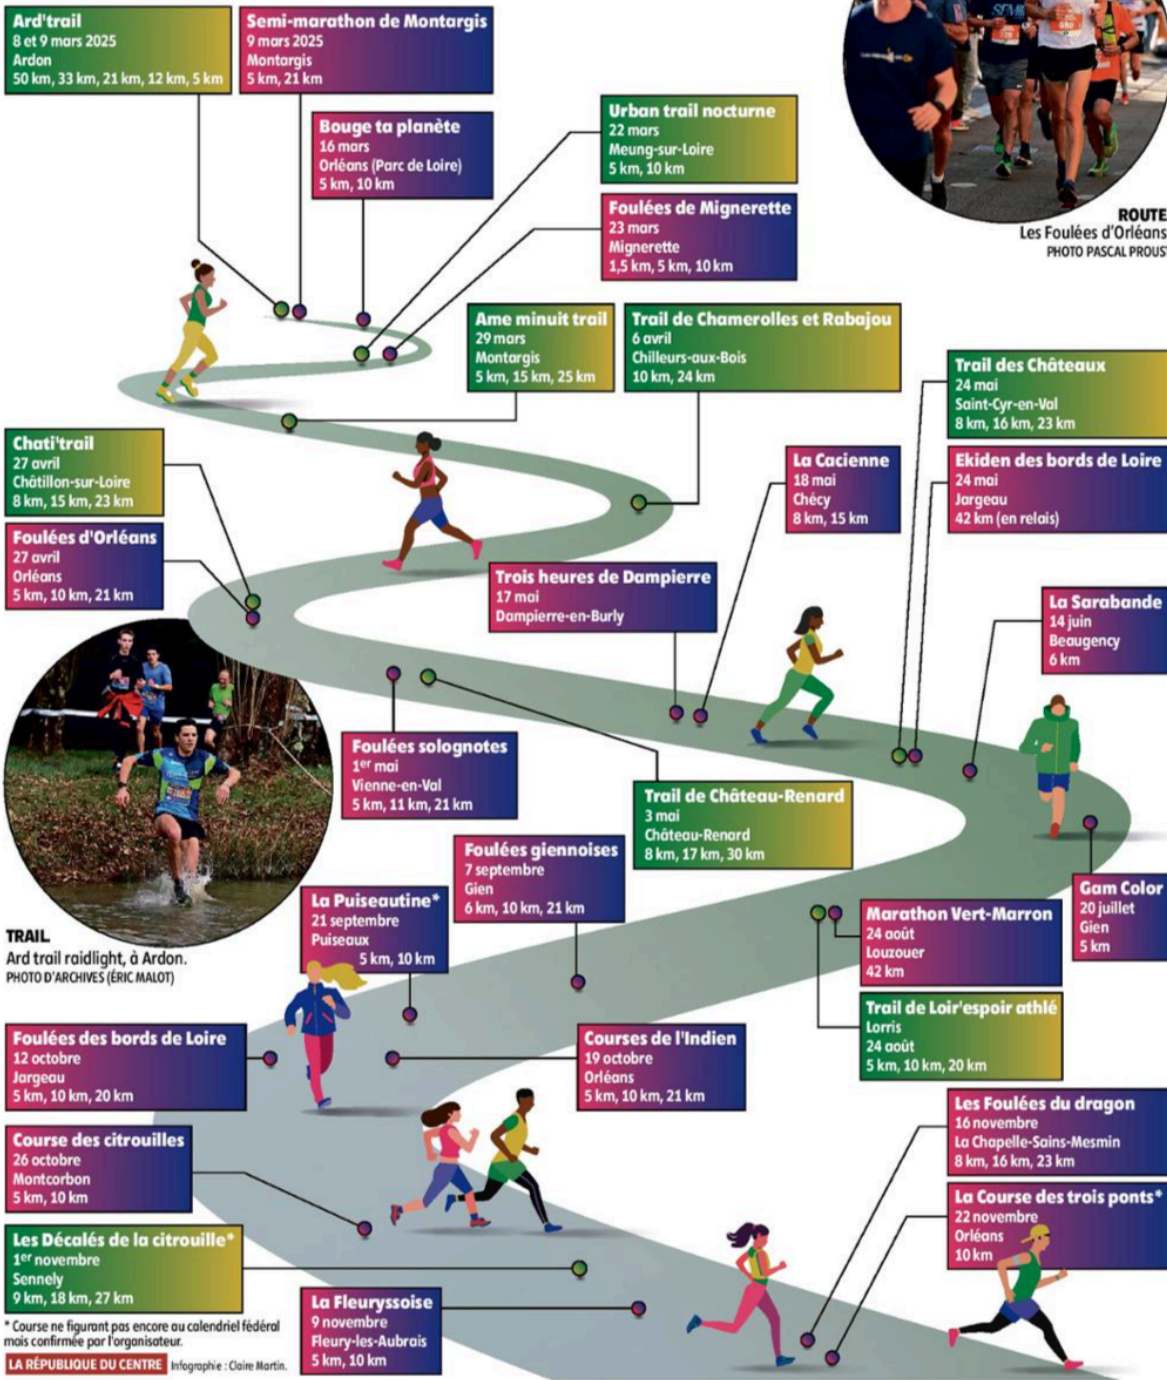 Ard'trail
8 et 9 mars 2025
Ardon
50 km, 33 km, 21 km, 12 km, 5 km
Semi-marathon de Montargis
9 mars 2025
Montargis
5 km, 21 km
Bouge ta planète
16 mars
Orléans (Parc de Loire)
5 km, 10 km
Urban trail nocturne
22 mars
Meung-sur-Loire
5 km, 10 km
Foulées de Mignerette
23 mars
Mignerette
1,5 km, 5 km, 10 km
ROUTE
Les Foulées d'Orléans
PHOTO PASCAL PROUST
Ame minuit trail
29 mars
Montargis
5 km, 15 km, 25 km
Trail de Chamerolles et Rabajou
6 avril
Chilleurs-aux-Bois
10 km, 24 km
Trail des Châteaux
24 mai
Saint-Cyr-en-Val
8 km, 16 km, 23 km
Chati'trail
27 avril
Châtillon-sur-Loire
8 km, 15 km, 23 km
La Cacienne
18 mai
Chécy
8 km, 15 km
Ekiden des bords de Loire
24 mai
Jargeau
42 km (en relais)
Foulées d'Orléans
27 avril
Orléans
5 km, 10 km, 21 km
Trois heures de Dampierre
17 mai
Dampierre-en-Burly
La Sarabande
14 juin
Beaugency
6 km
Foulées solognotes
1er mai
Vienne-en-Val
5 km, 11 km, 21 km
Trail de Château-Renard
3 mai
Château-Renard
8 km, 17 km, 30 km
Foulées giennoises
7 septembre
Gien
6 km, 10 km, 21 km
Gam Color
20 juillet
Gien
5 km
La Puiseautine*
21 septembre
Puiseaux
5 km, 10 km
Marathon Vert-Marron
24 août
Louzouer
42 km
TRAIL
Ard trail raidlight, à Ardon.
PHOTO D'ARCHIVES (ÉRIC MALOT)
Trail de Loir'espoir athlé
Lorris
24 août
5 km, 10 km, 20 km
Foulées des bords de Loire
12 octobre
Jargeau
5 km, 10 km, 20 km
Courses de l'Indien
19 octobre
Orléans
5 km, 10 km, 21 km
Les Foulées du dragon
16 novembre
La Chapelle-Sains-Mesmin
8 km, 16 km, 23 km
Course des citrouilles
26 octobre
Montcorbon
5 km, 10 km
La Course des trois ponts*
22 novembre
Orléans
10 km
Les Décalés de la citrouille*
1er novembre
Sennely
9 km, 18 km, 27 km
La Fleuryssoise
9 novembre
Fleury-les-Aubrais
5 km, 10 km
* Course ne figurant pas encore au calendriel fédéral
mais confirmée par l'organisateur.
LA RÉPUBLIQUE DU CENTRE Infographie : Claire Martin.